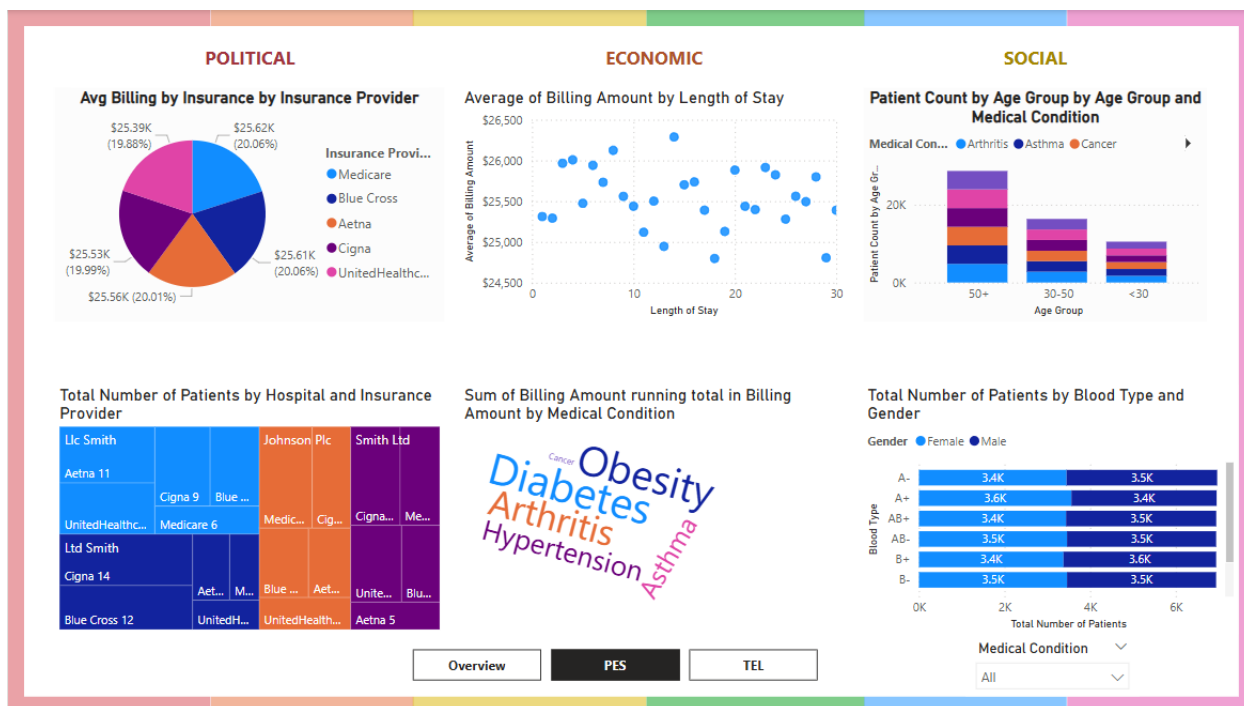 POLITICAL
ECONOMIC
SOCIAL
Avg Billing by Insurance by Insurance Provider
$25.39K
(19.88%)
$25.62K
(20.06%)
$25.53K
(19.99%)
$25.61K
(20.06%)
$25.56K (20.01%)
Insurance Provi...
Medicare
Blue Cross
Aetna
Cigna
UnitedHealthc...
Average of Billing Amount by Length of Stay
Average of Billing Amount
$26,500
$26,000
$25,500
$25,000
$24,500
0
10
20
30
Length of Stay
Patient Count by Age Group by Age Group and
Medical Condition
Medical Con...
Arthritis
Asthma
Cancer
Patient Count by Age Gr...
20K
0K
50+
30-50
<30
Age Group
Total Number of Patients by Hospital and Insurance
Provider
Llc Smith
Aetna 11
UnitedHealthc...
Cigna 9
Blue ...
Medicare 6
Ltd Smith
Cigna 14
Blue Cross 12
Aet...
M...
UnitedH...
Johnson Plc
Medic...
Cig...
Blue ...
Aet...
UnitedHealth...
Smith Ltd
Cigna...
Me...
Unite...
Blu...
Aetna 5
Sum of Billing Amount running total in Billing
Amount by Medical Condition
Cancer
Obesity
Diabetes
Arthritis
Hypertension
Asthma
Total Number of Patients by Blood Type and
Gender
Gender
Female
Male
Blood Type
A- 3.4K 3.5K
A+ 3.6K 3.4K
AB+ 3.4K 3.5K
AB- 3.5K 3.5K
B+ 3.4K 3.6K
B- 3.5K 3.5K
0K
2K
4K
6K
Total Number of Patients
Medical Condition
All
Overview
PES
TEL